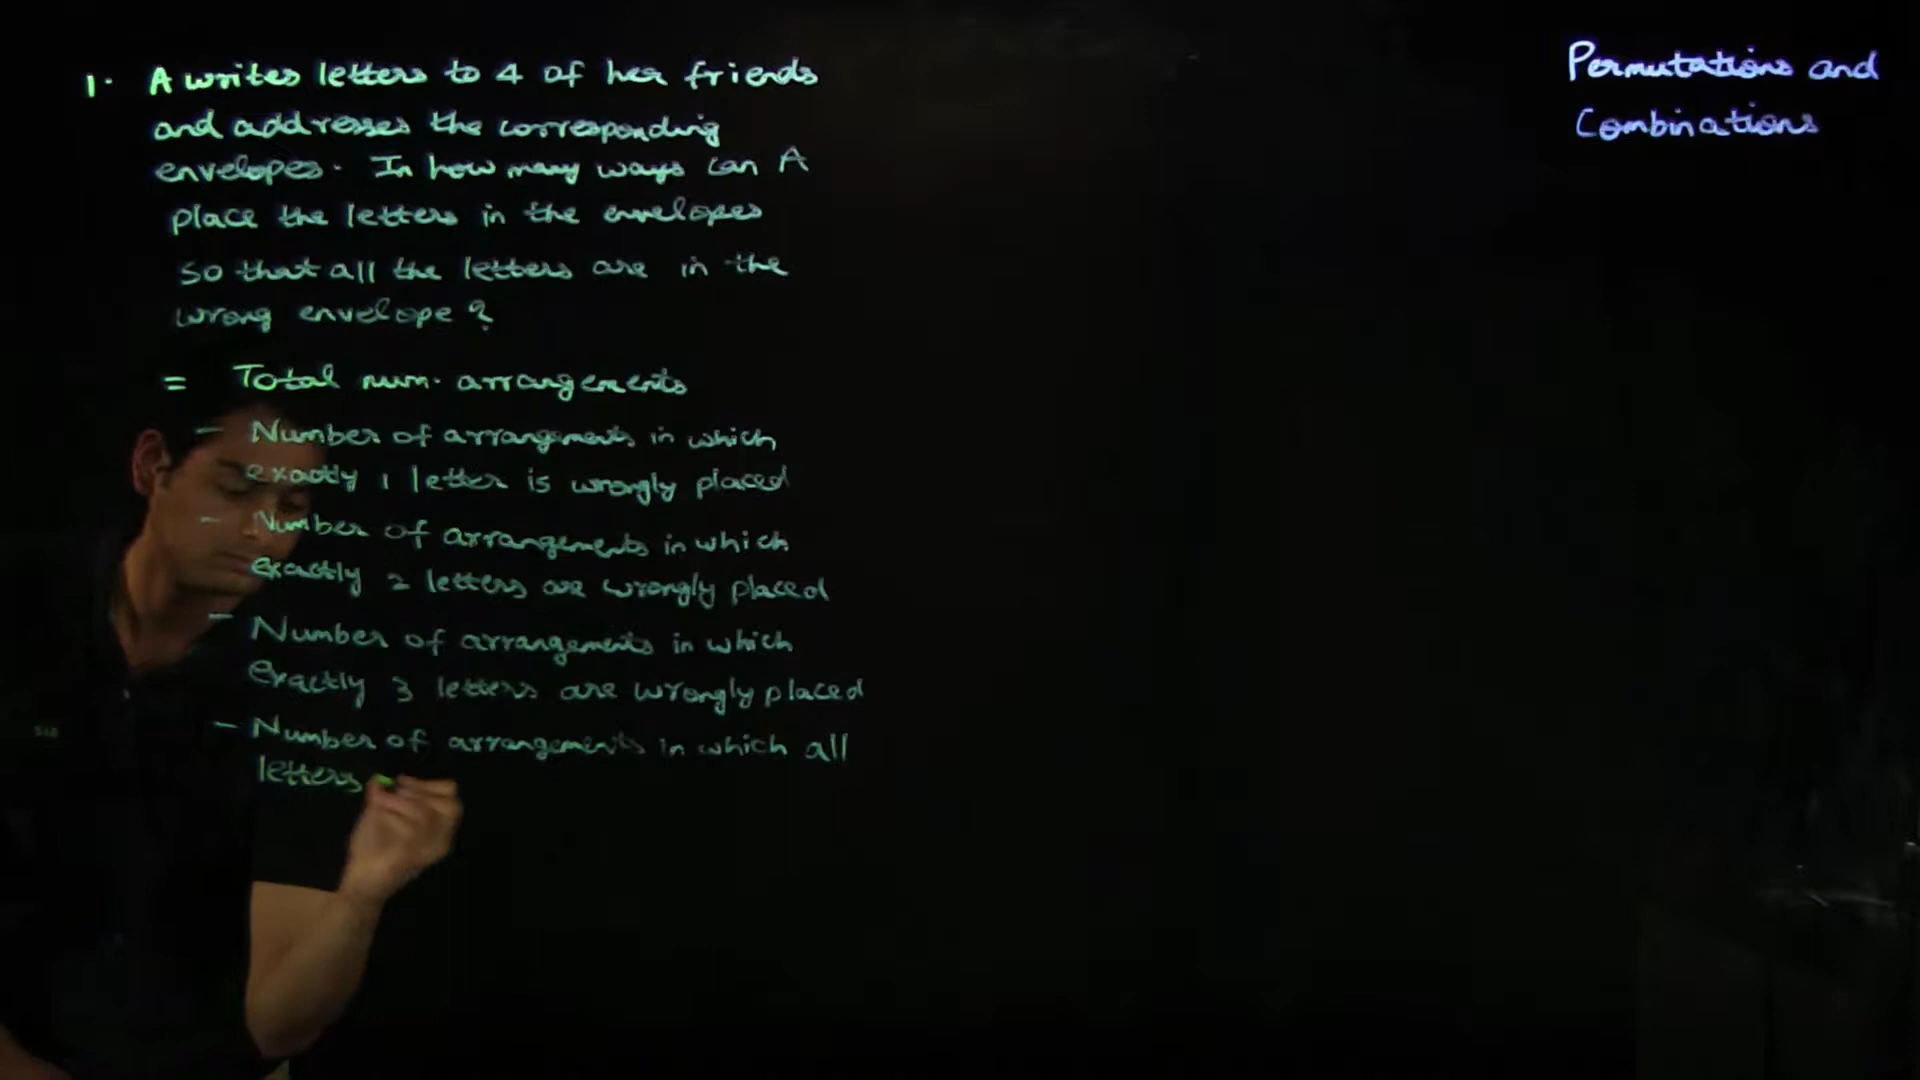 1. A writes letters to 4 of her friends
and addresses the corresponding
envelopes. In how many ways can A
place the letters in the envelopes
so that all the letters are in the
wrong envelope?
= Total num. arrangements
- Number of arrangements in which
exactly 1 letter is wrongly placed
- Number of arrangements in which
exactly 2 letters are wrongly placed
- Number of arrangements in which
exactly 3 letters are wrongly placed
- Number of arrangements in which all
letters
Permutations and
Combinations